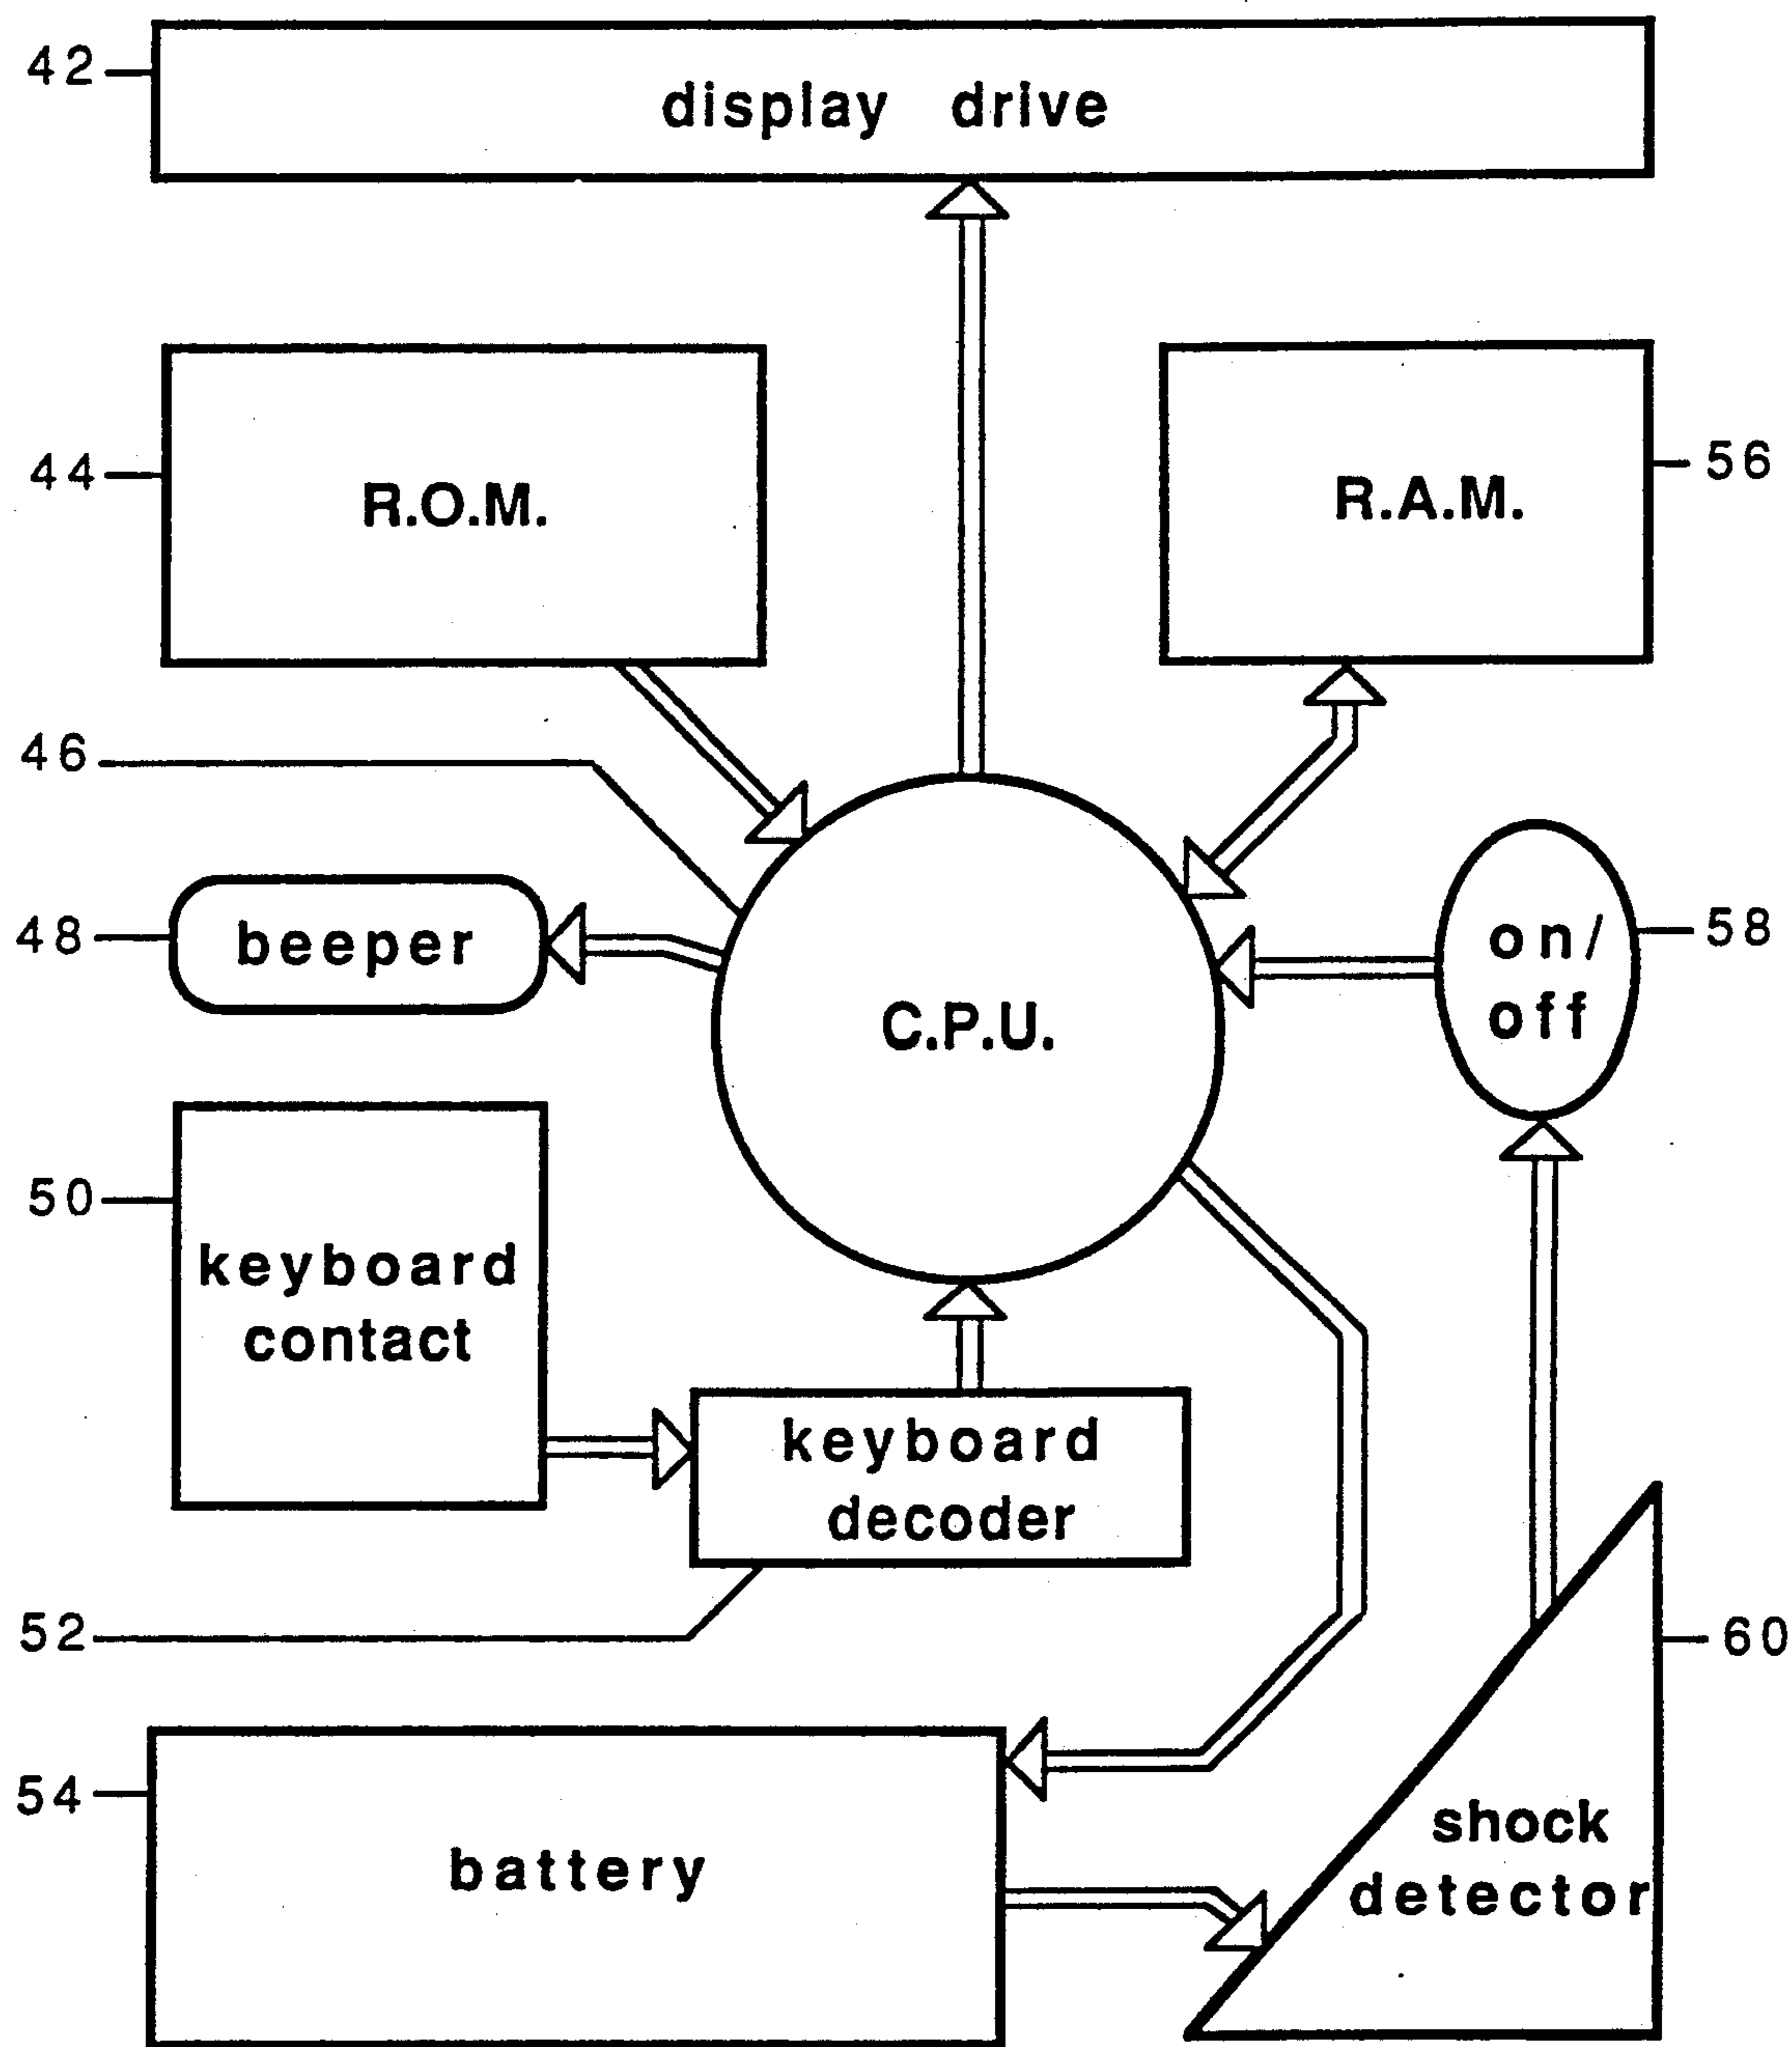 42
display drive
44
R.O.M.
R.A.M.
56
46
48
beeper
C.P.U.
on/
off
58
50
keyboard
contact
keyboard
decoder
52
60
54
battery
shock
detector